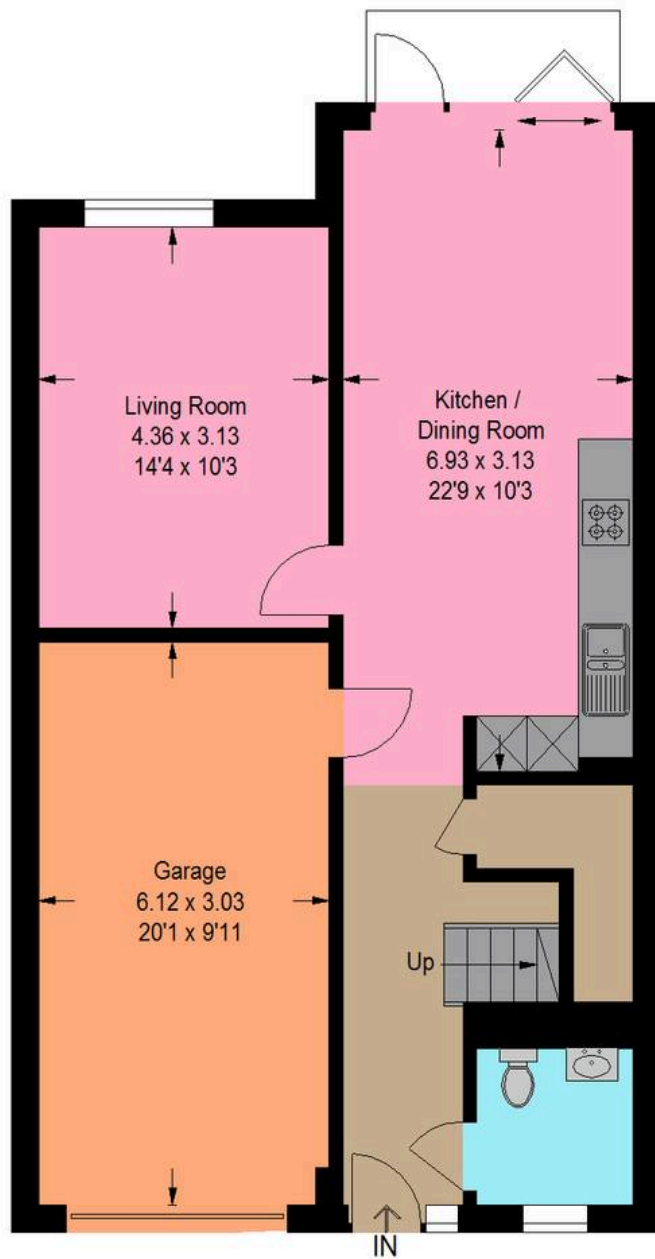 Living Room
4.36 x 3.13
14'4 x 10'3
Kitchen /
Dining Room
6.93 x 3.13
22'9 x 10'3
Garage
6.12 x 3.03
20'1 x 9'11
Up
IN